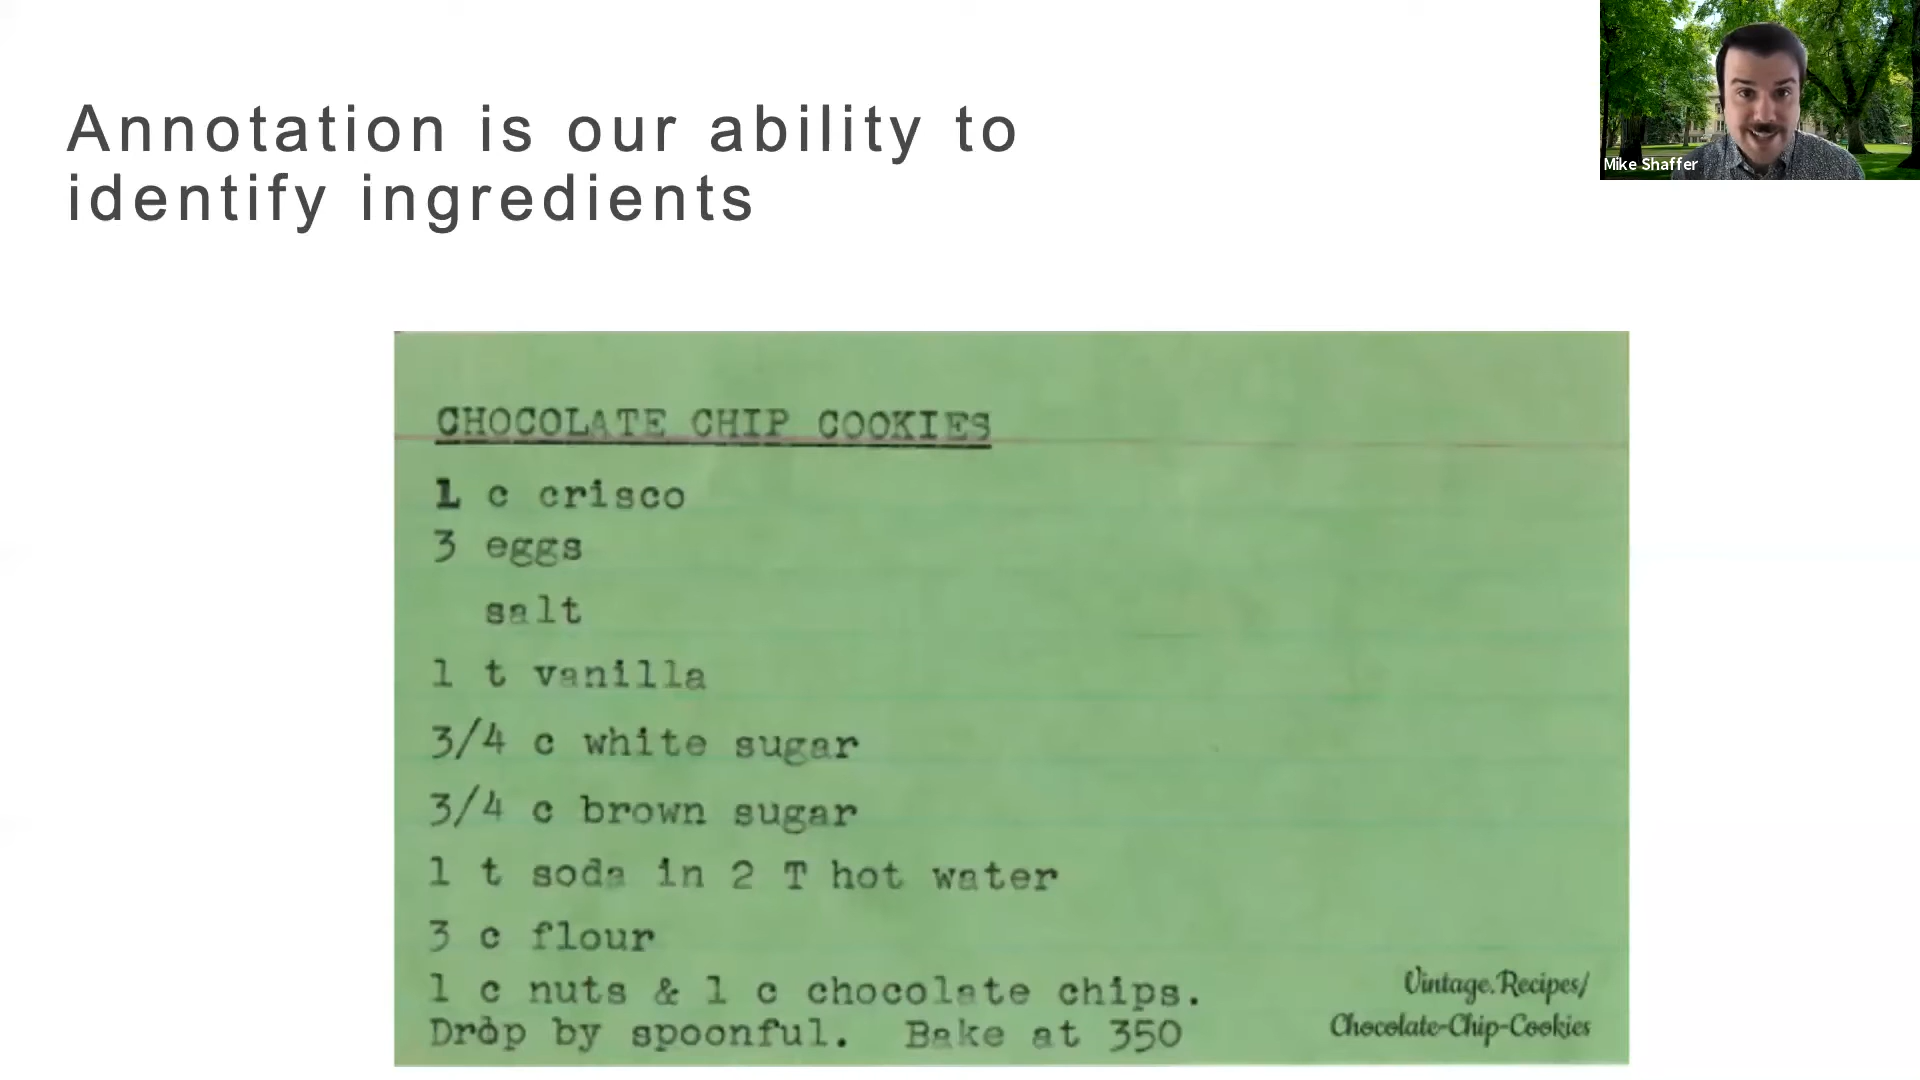 Annotation is our ability to
identify ingredients
Mike Shaffer
CHOCOLATE CHIP COOKIES
1 c crisco
3 eggs
salt
1 t vanilla
3/4 c white sugar
3/4 c brown sugar
1 t soda in 2 T hot water
3 c flour
1 c nuts & 1 c chocolate chips.
Drop by spoonful. Bake at 350
Vintage.Recipes/
Chocolate-Chip-Cookies